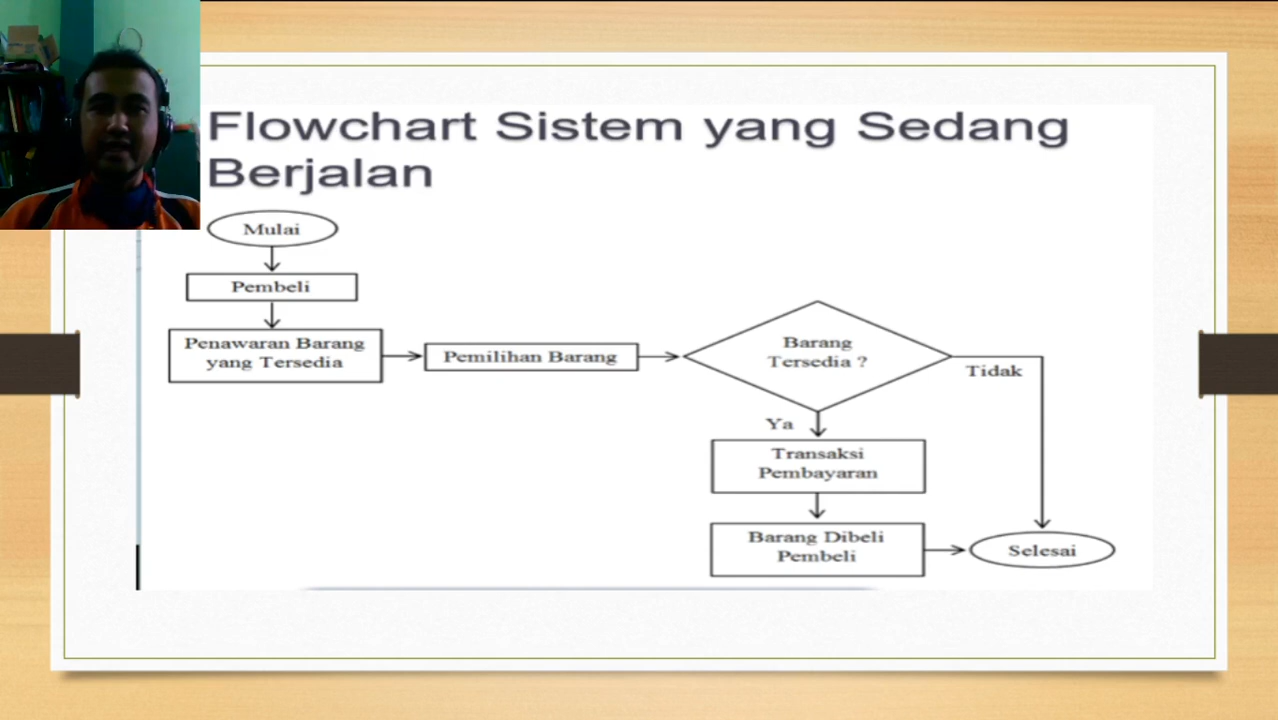 Flowchart Sistem yang Sedang
Berjalan
Mulai
Pembeli
Penawaran Barang
yang Tersedia
Pemilihan Barang
Barang
Tersedia ?
Tidak
Ya
Transaksi
Pembayaran
Barang Dibeli
Pembeli
Selesai